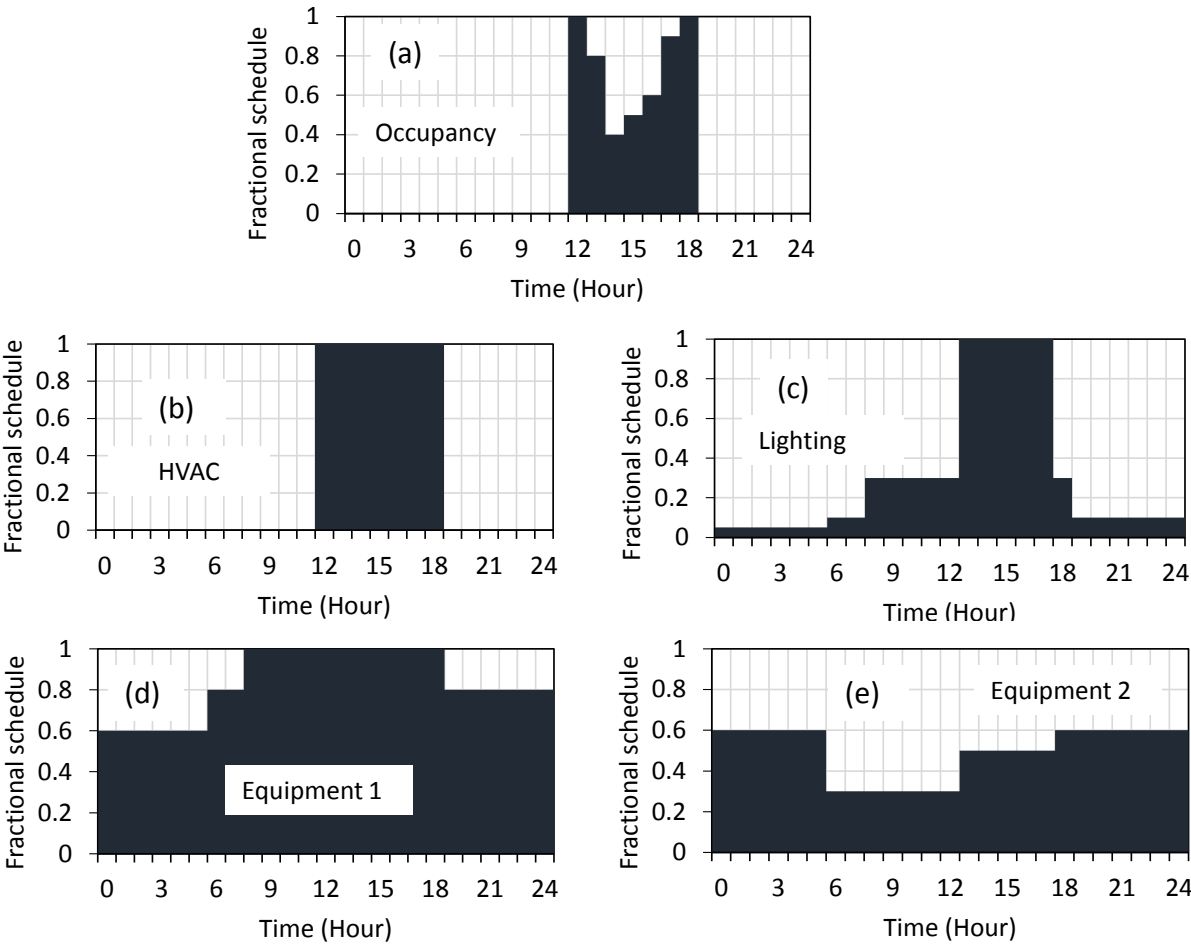 Fractional schedule
1
0.8
0.6
0.4
0.2
0
(a)
Occupancy
0 3 6 9 12 15 18 21 24
Time (Hour)
Fractional schedule
1
0.8
0.6
0.4
0.2
0
(b)
HVAC
0 3 6 9 12 15 18 21 24
Time (Hour)
Fractional schedule
1
0.8
0.6
0.4
0.2
0
(c)
Lighting
0 3 6 9 12 15 18 21 24
Time (Hour)
Fractional schedule
1
0.8
0.6
0.4
0.2
0
(d)
Equipment 1
0 3 6 9 12 15 18 21 24
Time (Hour)
Fractional schedule
1
0.8
0.6
0.4
0.2
0
(e)
Equipment 2
0 3 6 9 12 15 18 21 24
Time (Hour)